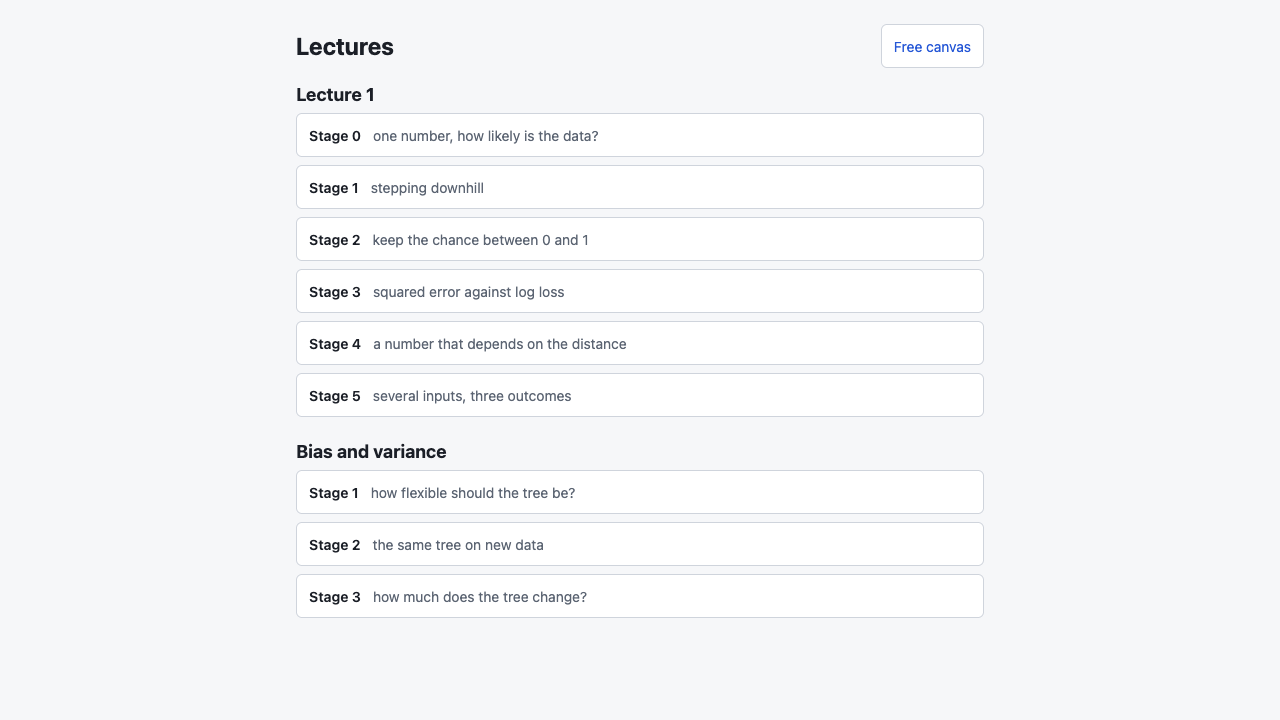 Lectures
Free canvas
Lecture 1
Stage 0 one number, how likely is the data?
Stage 1 stepping downhill
Stage 2 keep the chance between 0 and 1
Stage 3 squared error against log loss
Stage 4 a number that depends on the distance
Stage 5 several inputs, three outcomes
Bias and variance
Stage 1 how flexible should the tree be?
Stage 2 the same tree on new data
Stage 3 how much does the tree change?